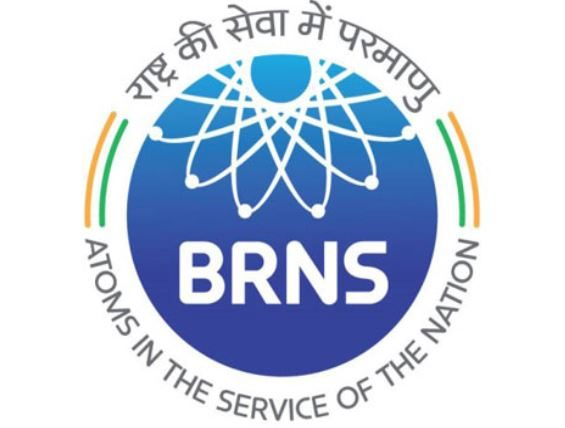 राष्ट्र की सेवा में परमाणु
BRNS
ATOMS IN THE SERVICE OF THE NATION